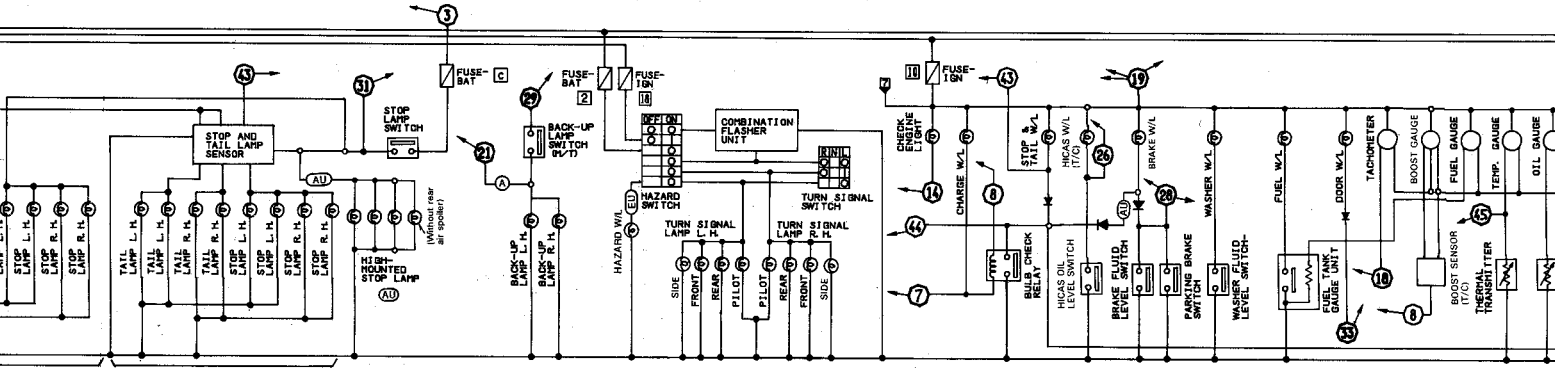 3
43
31
FUSE-
BAT
C
29
FUSE-
BAT
2
FUSE-
IGN
18
10
FUSE-
IGN
43
19
7
STOP
LAMP
SWITCH
STOP AND
TAIL LAMP
SENSOR
21
BACK-UP
LAMP
SWITCH
(M/T)
OFF
ON
COMBINATION
FLASHER
UNIT
R
N
L
TURN SIGNAL
SWITCH
HAZARD
SWITCH
AU
A
EU
CHECK
ENGINE
LIGHT
CHARGE W/L
STOP &
TAIL W/L
HICAS W/L
(T/C)
26
BRAKE W/L
28
AU
WASHER W/L
FUEL W/L
DOOR W/L
TACHOMETER
BOOST GAUGE
FUEL GAUGE
TEMP. GAUGE
OIL GAUGE
14
8
44
45
7
18
8
33
LAMP L. H.
STOP
LAMP L. H.
STOP
LAMP R. H.
STOP
LAMP R. H.
TAIL
LAMP L. H.
TAIL
LAMP L. H.
TAIL
LAMP R. H.
TAIL
LAMP R. H.
STOP
LAMP L. H.
STOP
LAMP L. H.
STOP
LAMP R. H.
STOP
LAMP R. H.
HIGH-
MOUNTED
STOP LAMP
AU
(Without rear
air spoiler)
BACK-UP
LAMP L. H.
BACK-UP
LAMP R. H.
HAZARD W/L
TURN SIGNAL
LAMP L. H.
TURN SIGNAL
LAMP R. H.
SIDE
FRONT
REAR
PILOT
PILOT
REAR
FRONT
SIDE
BULB CHECK
RELAY
HICAS OIL
LEVEL SWITCH
BRAKE FLUID
LEVEL SWITCH
PARKING BRAKE
SWITCH
WASHER FLUID
LEVEL SWITCH-
FUEL TANK
GAUGE UNIT
BOOST SENSOR
(T/C)
THERMAL
TRANSMITTER